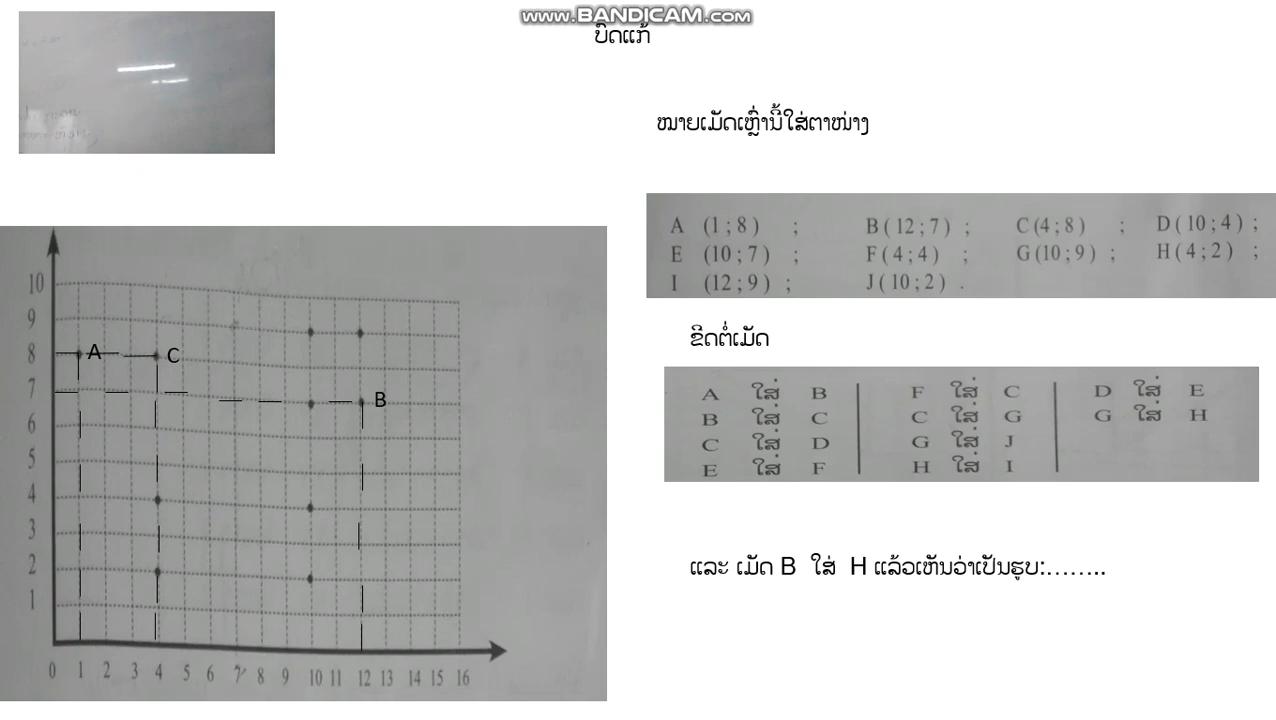 www.BANDICAM.com
ບົດແກ້
ໝາຍເມັດເຫຼົ່ານີ້ໃສ່ຕາໜ່າງ
A (1 ; 8) ; B ( 12 ; 7 ) ; C (4 ; 8) ; D ( 10 ; 4 ) ;
E (10 ; 7) ; F ( 4 ; 4 ) ; G (10 ; 9) ; H ( 4 ; 2 ) ;
I (12 ; 9) ; J ( 10 ; 2 ) .
ຂີດຕໍ່ເມັດ
A ໃສ່ B F ໃສ່ C D ໃສ່ E
B ໃສ່ C C ໃສ່ G G ໃສ່ H
C ໃສ່ D G ໃສ່ J
E ໃສ່ F H ໃສ່ I
ແລະ ເມັດ B ໃສ່ H ແລ້ວເຫັນວ່າເປັນຮູບ:........
10
9
8 A C
7 B
6
5
4
3
2
1
0 1 2 3 4 5 6 7 8 9 10 11 12 13 14 15 16